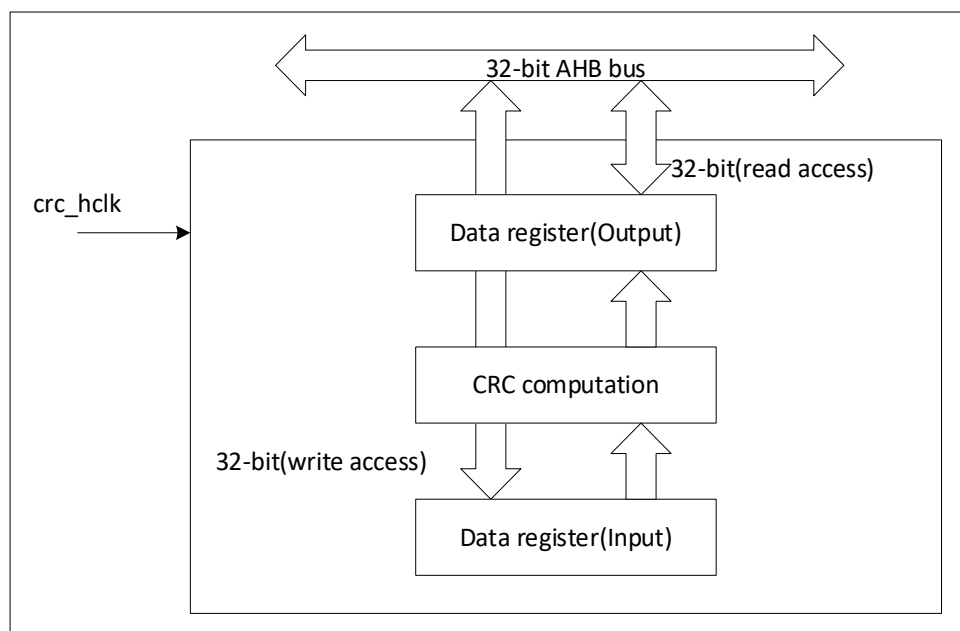 32-bit AHB bus
32-bit(read access)
crc_hclk
Data register(Output)
CRC computation
32-bit(write access)
Data register(Input)